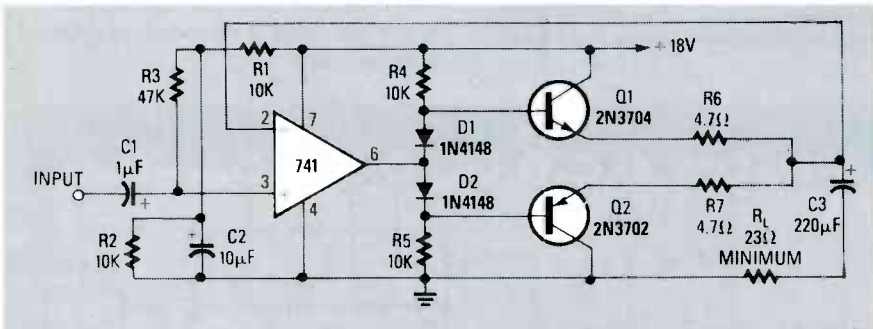 + 18V
R1
10K
R3
47K
R4
10K
Q1
2N3704
R6
4.7Ω
2
7
D1
1N4148
C1
1µF
+
INPUT
741
6
3
+
4
D2
1N4148
Q2
2N3702
R7
4.7Ω
+
C3
220µF
R2
10K
+
C2
10µF
R5
10K
RL
23Ω
MINIMUM